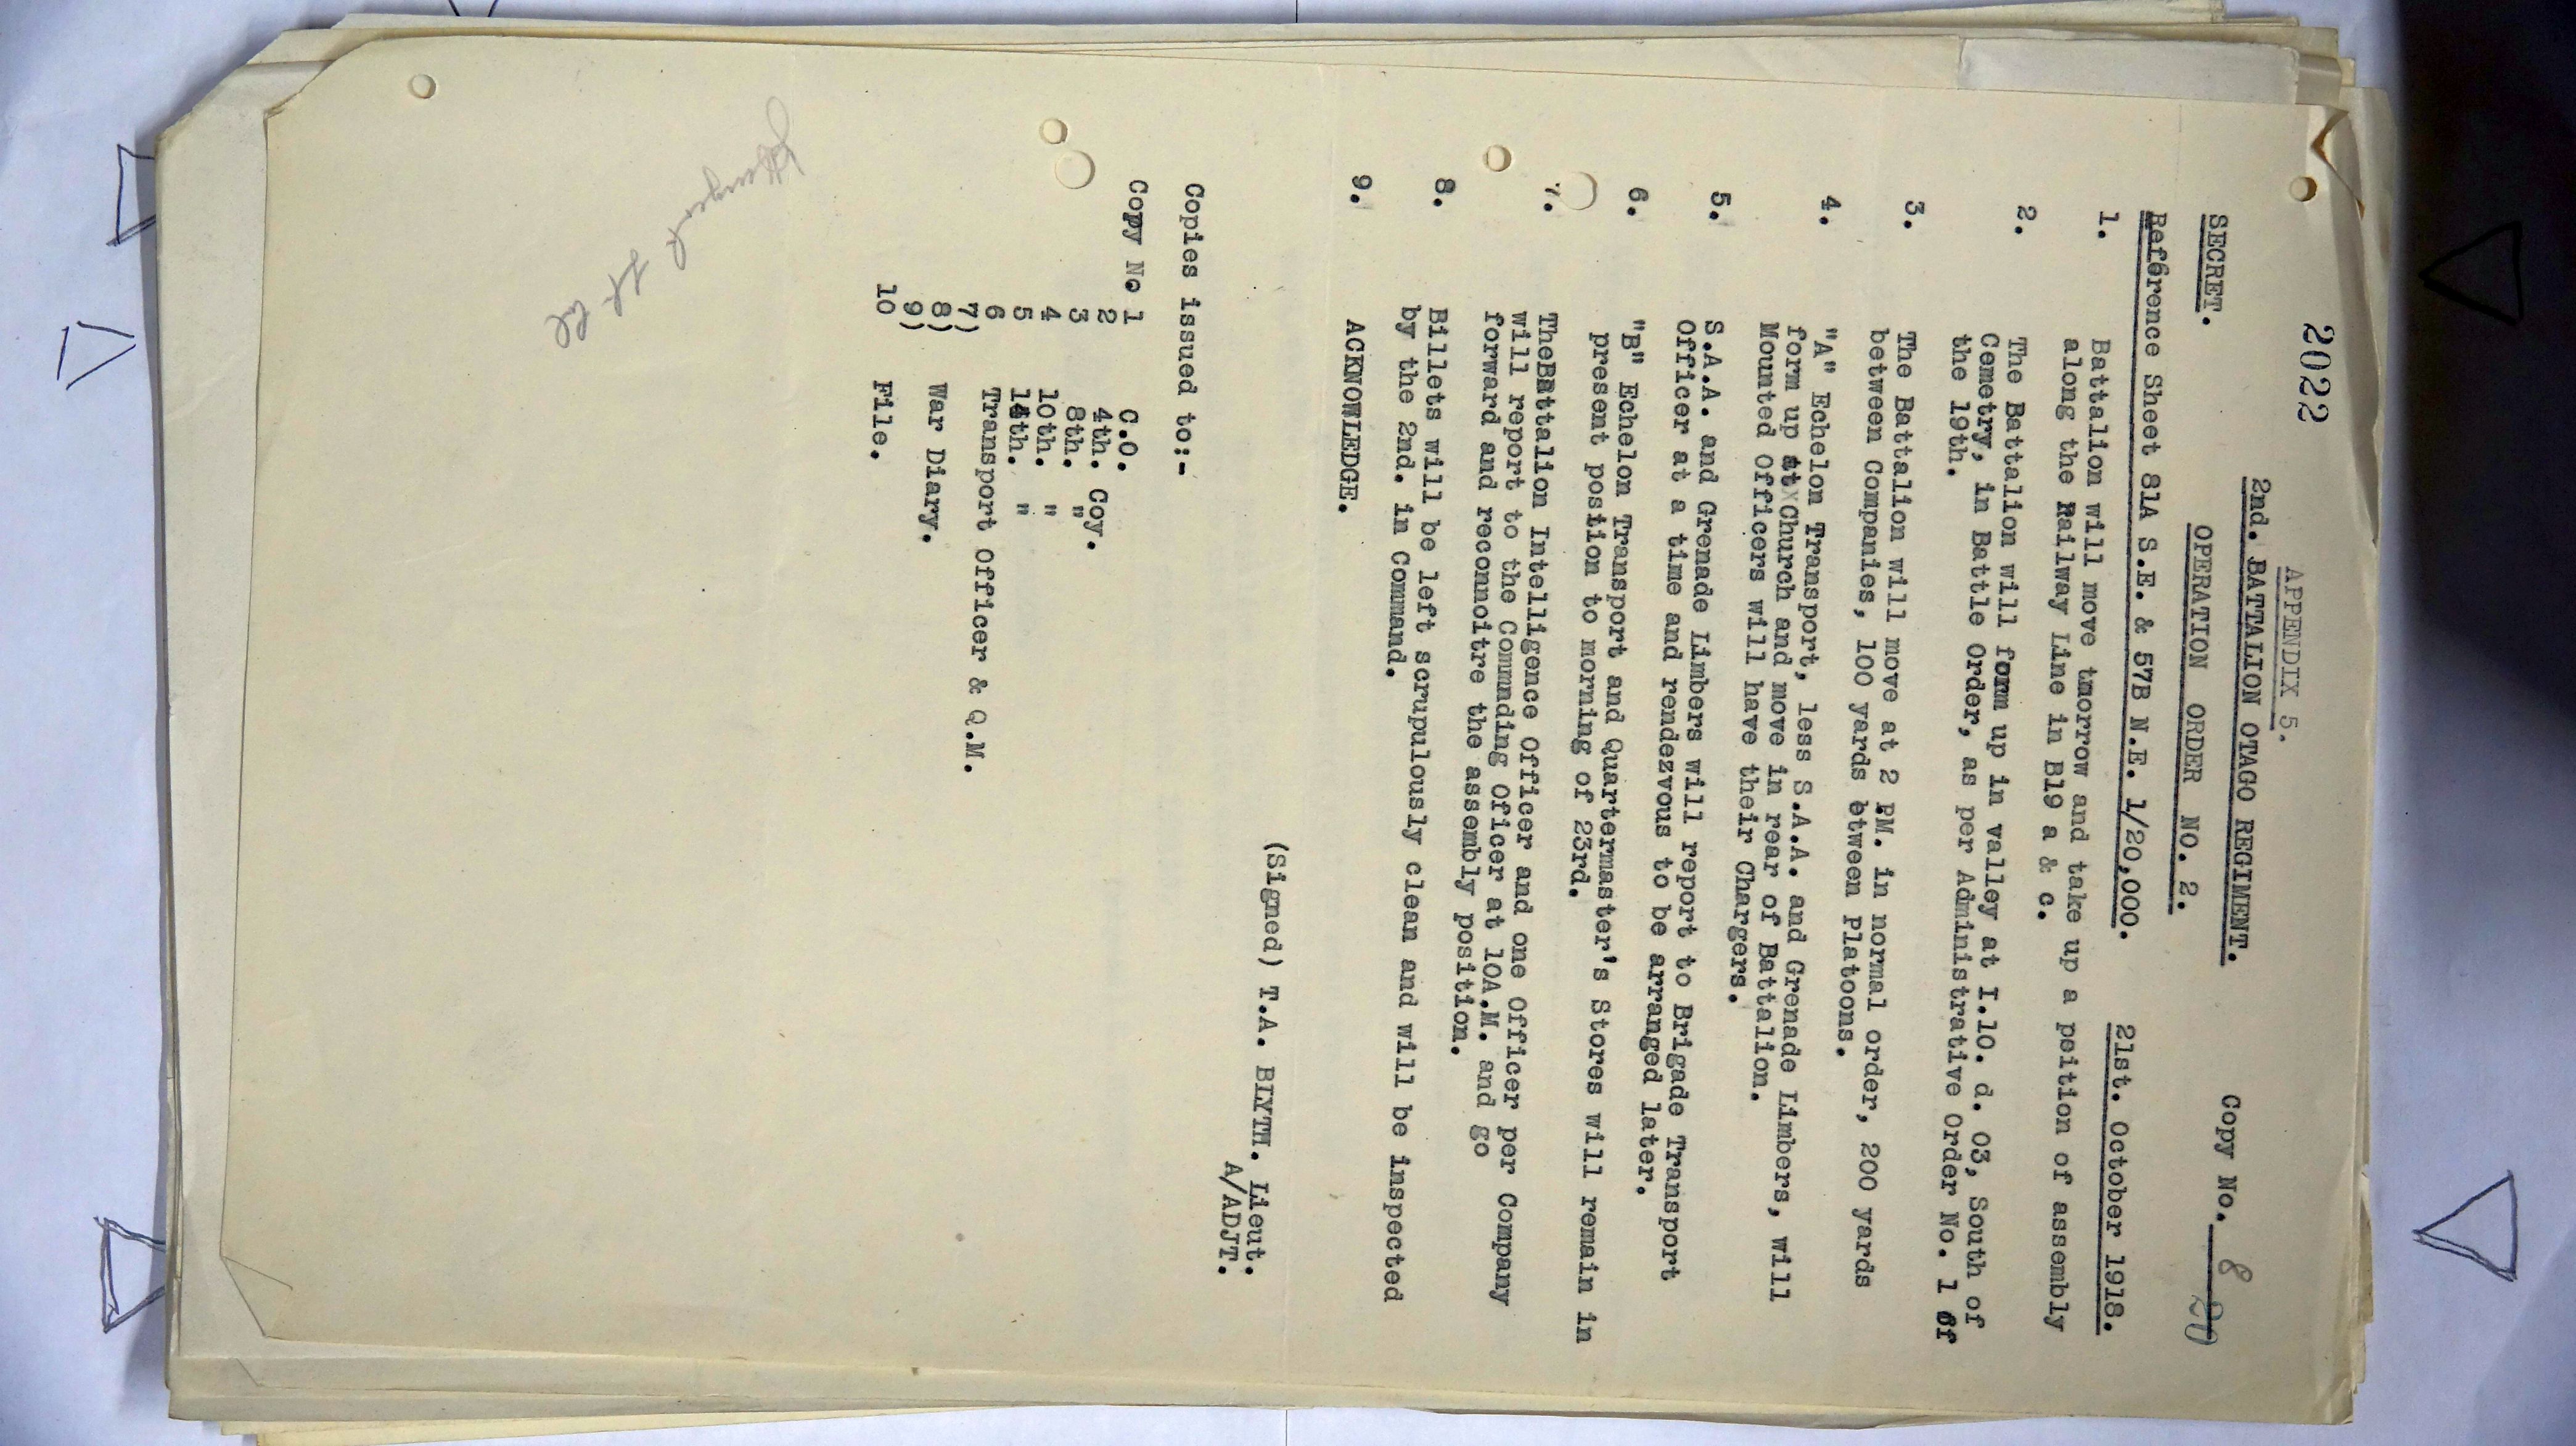 2022
APPENDIX 5.
2nd. BATTALION OTAGO REGIMENT.
Copy No. 8
20
SECRET.
OPERATION ORDER NO. 2.
Reference Sheet 81A S.E. & 57B N.E. 1/20,000.
21st. October 1918.
1. Battalion will move tmorrow and take up a psition of assembly
along the Railway Line in B19 a & c.
2. The Battalion will form up in valley at I.10. d. 03, South of
Cemetry, in Battle Order, as per Administrative Order No. 1 of
the 19th.
3. The Battalion will move at 2 PM. in normal order, 200 yards
between Companies, 100 yards etween Platoons.
4. "A" Echelon Transport, less S.A.A. and Grenade Limbers, will
form up at Church and move in rear of Battalion.
Mounted Officers will have their Chargers.
5. S.A.A. and Grenade Limbers will report to Brigade Transport
Officer at a time and rendezvous to be arranged later.
6. "B" Echelon Transport and Quartermaster's Stores will remain in
present position to morning of 23rd.
7. TheBattalion Intelligence Officer and one Officer per Company
will report to the Commnding Officer at 10A.M. and go
forward and reconnoitre the assembly position.
8. Billets will be left scrupulously clean and will be inspected
by the 2nd. in Command.
9. ACKNOWLEDGE.
(Signed) T.A. BLYTH. Lieut.
A/ADJT.
Copies issued to:-
Copy No 1 C.O.
2 4th. Coy.
3 8th. "
4 10th. "
5 14th. "
6 Transport Officer & Q.M.
7)
8) War Diary.
9)
10 File.